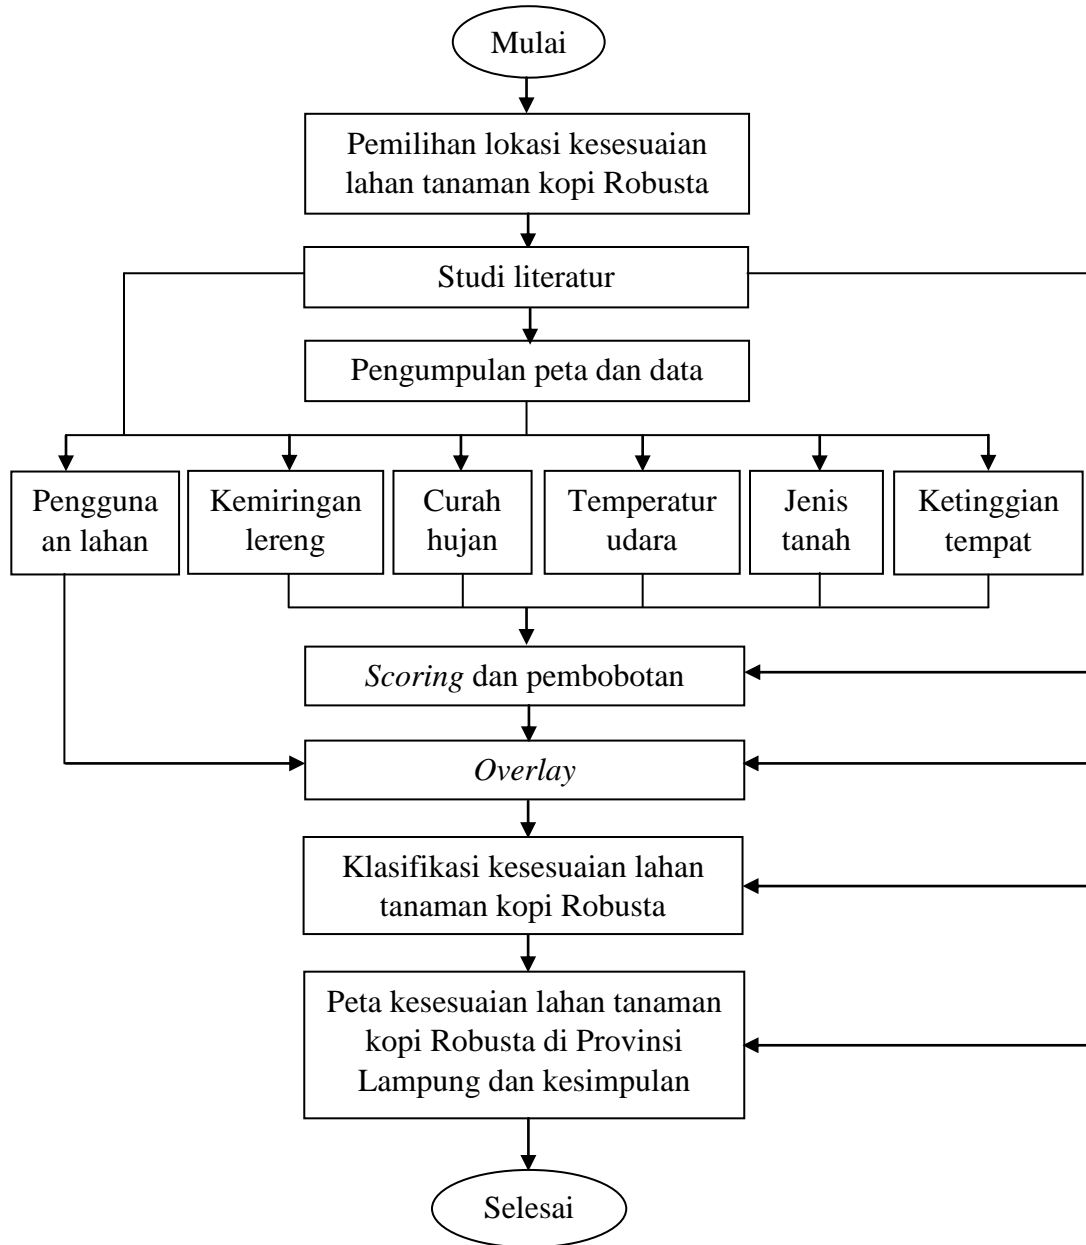 Mulai
Pemilihan lokasi kesesuaian
lahan tanaman kopi Robusta
Studi literatur
Pengumpulan peta dan data
Pengguna
an lahan
Kemiringan
lereng
Curah
hujan
Temperatur
udara
Jenis
tanah
Ketinggian
tempat
Scoring dan pembobotan
Overlay
Klasifikasi kesesuaian lahan
tanaman kopi Robusta
Peta kesesuaian lahan tanaman
kopi Robusta di Provinsi
Lampung dan kesimpulan
Selesai